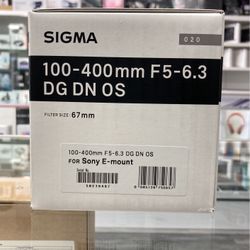 SIGMA
020
100-400mm F5-6.3
DG DN OS
FILTER SIZE: 67mm
100-400mm F5-6.3 DG DN OS
FOR Sony E-mount